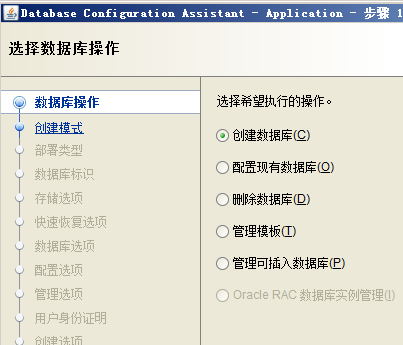 Database Configuration Assistant - Application - 步骤 1
选择数据库操作
数据库操作
创建模式
部署类型
数据库标识
存储选项
快速恢复选项
数据库选项
配置选项
管理选项
用户身份证明
创建选项
选择希望执行的操作。
创建数据库(C)
配置现有数据库(O)
删除数据库(D)
管理模板(T)
管理可插入数据库(P)
Oracle RAC 数据库实例管理(I)